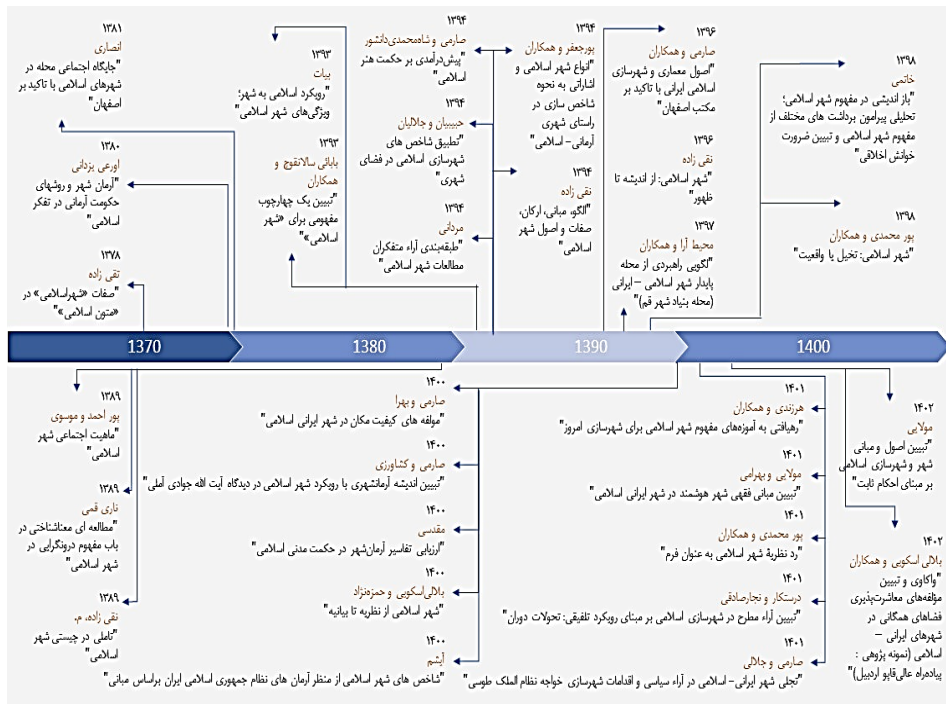 ۱۳۸۱
انصاری
"جایگاه اجتماعی محله در
شهرهای اسلامی با تاکید بر
اصفهان"
۱۳۸۰
اورعی یزدانی
"آرمان شهر و روشهای
حکومت آرمانی در تفکر
اسلامی"
۱۳۷۸
تقی زاده
"صفات «شهراسلامی» در
«متون اسلامی»"
۱۳۹۳
بیات
"رویکرد اسلامی به شهر؛
ویژگی‌های شهر اسلامی"
۱۳۹۳
بابائی سالانقوچ و
همکاران
"تبیین یک چهارچوب
مفهومی برای «شهر
اسلامی»"
۱۳۹۴
صارمی و شاه‌محمدی‌دانشور
"پیش‌درآمدی بر حکمت هنر
اسلامی"
۱۳۹۴
حبیبیان و جلالیان
"تطبیق شاخص های
شهرسازی اسلامی در فضای
شهری"
۱۳۹۴
مردانی
"طبقه‌بندی آراء متفکران
مطالعات شهر اسلامی"
۱۳۹۴
پورجعفر و همکاران
"انواع شهر اسلامی و
اشاراتی به نحوه
شاخص سازی در
راستای شهری
آرمانی– اسلامی"
۱۳۹۴
نقی زاده
"الگو، مبانی، ارکان،
صفات و اصول شهر
اسلامی"
۱۳۹۶
صارمی و همکاران
"اصول معماری و شهرسازی
اسلامی ایرانی با تاکید بر
مکتب اصفهان"
۱۳۹۶
نقی زاده
"شهر اسلامی: از اندیشه تا
ظهور"
۱۳۹۷
محیط آرا و همکاران
"لگویی راهبردی از محله
پایدار شهر اسلامی – ایرانی
(محله بنیاد شهر قم)"
۱۳۹۸
خاتمی
"باز اندیشی در مفهوم شهر اسلامی؛
تحلیلی پیرامون برداشت های مختلف از
مفهوم شهر اسلامی و تبیین ضرورت
خوانش اخلاقی"
۱۳۹۸
پور محمدی و همکاران
"شهر اسلامی: تخیل یا واقعیت"
1370
1380
1390
1400
۱۳۸۹
پور احمد و موسوی
"ماهیت اجتماعی شهر
اسلامی"
۱۳۸۹
ناری قمی
"مطالعه ای معناشناختی در
باب مفهوم درونگرایی در
شهر اسلامی"
۱۳۸۹
نقی زاده، م.
"تاملی در چیستی شهر
اسلامی"
۱۴۰۰
صارمی و بهرا
"مولفه های کیفیت مکان در شهر ایرانی اسلامی"
۱۴۰۰
صارمی و کشاورزی
"تبیین اندیشه آرمانشهری با رویکرد شهر اسلامی در دیدگاه آیت الله جوادی آملی"
۱۴۰۰
مقدسی
"ارزیابی تفاسیر آرمان‌شهر در حکمت مدنی اسلامی"
۱۴۰۰
بلالی‌اسکویی و حمزه‌نژاد
"شهر اسلامی از نظریه تا بیانیه"
۱۴۰۰
آیشم
"شاخص های شهر اسلامی از منظر آرمان های نظام جمهوری اسلامی ایران براساس مبانی"
۱۴۰۱
هرزندی و همکاران
"رهیافتی به آموزه‌های مفهوم شهر اسلامی برای شهرسازی امروز"
۱۴۰۱
مولایی و بهرامی
"تبیین مبانی فقهی شهر هوشمند در شهر ایرانی اسلامی"
۱۴۰۱
پور محمدی و همکاران
"رد نظریهٔ شهر اسلامی به عنوان فرم"
۱۴۰۱
درستکار و نجارصادقی
"تبیین آراء مطرح در شهرسازی اسلامی بر مبنای رویکرد تلفیقی: تحولات دوران"
۱۴۰۱
صارمی و جلالی
"تجلی شهر ایرانی– اسلامی در آراء سیاسی و اقدامات شهرسازی خواجه نظام الملک طوسی"
۱۴۰۲
مولایی
"تبیین اصول و مبانی
شهر و شهرسازی اسلامی
بر مبنای احکام ثابت"
۱۴۰۲
بلالی اسکویی و همکاران
"واکاوی و تبیین
مؤلفه‌های معاشرت‌پذیری
فضاهای همگانی در
شهرهای ایرانی –
اسلامی (نمونه پژوهی :
پیاده‌راه عالی‌قاپو اردبیل)"